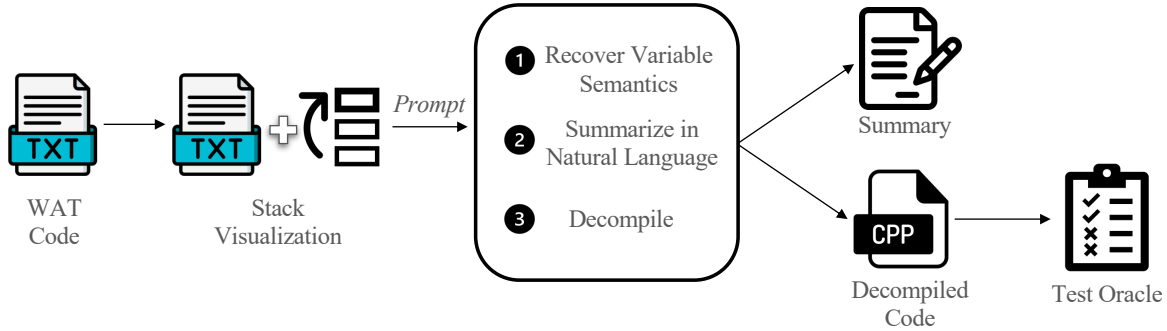 TXT
WAT
Code
TXT
Stack
Visualization
Prompt
1 Recover Variable
Semantics
2 Summarize in
Natural Language
3 Decompile
Summary
CPP
Decompiled
Code
Test Oracle